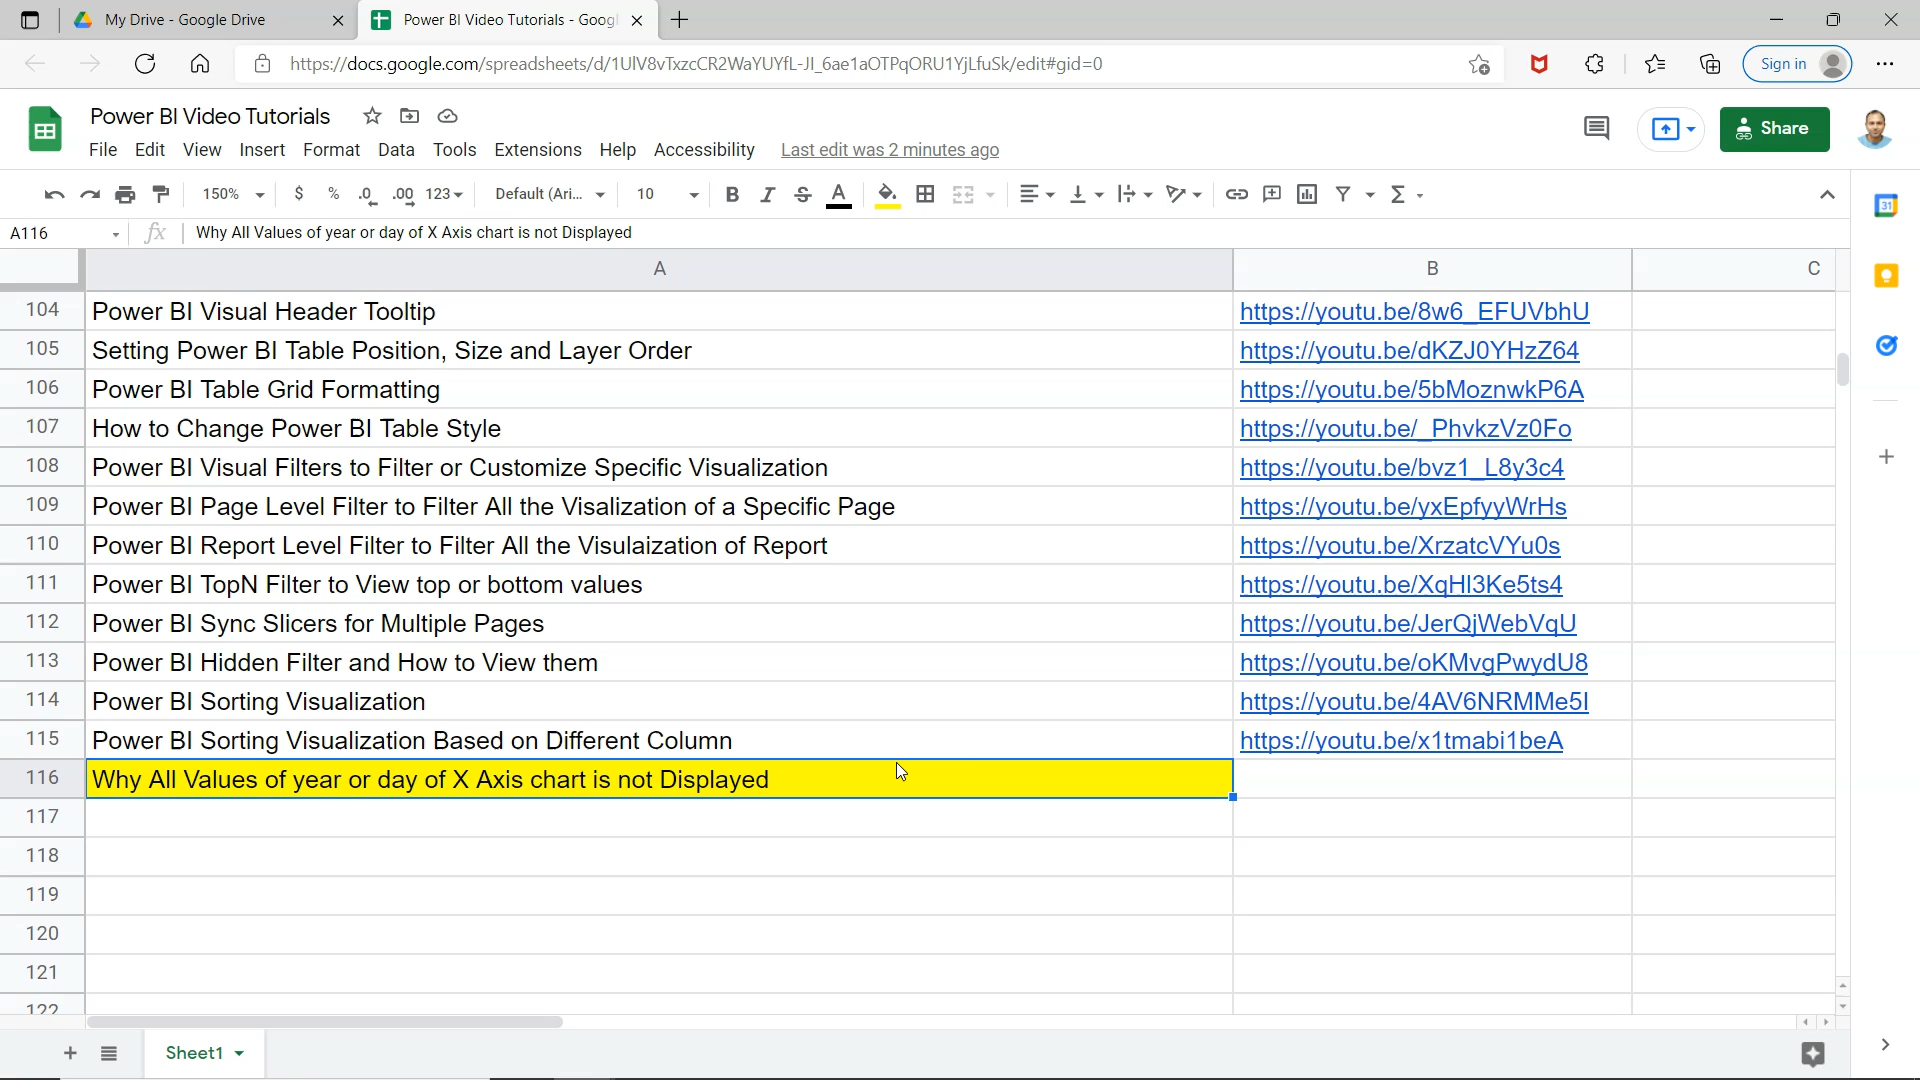 My Drive - Google Drive
Power BI Video Tutorials - Googl
https://docs.google.com/spreadsheets/d/1UlV8vTxzcCR2WaYUYfL-JI_6ae1aOTPqORU1YjLfuSk/edit#gid=0
Sign in
Power BI Video Tutorials
File Edit View Insert Format Data Tools Extensions Help Accessibility Last edit was 2 minutes ago
Share
150% $ % .0 .00 123 Default (Ari... 10 B I S A Σ
A116 fx Why All Values of year or day of X Axis chart is not Displayed
31
A B C
104 Power BI Visual Header Tooltip https://youtu.be/8w6_EFUVbhU
105 Setting Power BI Table Position, Size and Layer Order https://youtu.be/dKZJ0YHzZ64
106 Power BI Table Grid Formatting https://youtu.be/5bMoznwkP6A
107 How to Change Power BI Table Style https://youtu.be/_PhvkzVz0Fo
108 Power BI Visual Filters to Filter or Customize Specific Visualization https://youtu.be/bvz1_L8y3c4
109 Power BI Page Level Filter to Filter All the Visalization of a Specific Page https://youtu.be/yxEpfyyWrHs
110 Power BI Report Level Filter to Filter All the Visulaization of Report https://youtu.be/XrzatcVYu0s
111 Power BI TopN Filter to View top or bottom values https://youtu.be/XqHI3Ke5ts4
112 Power BI Sync Slicers for Multiple Pages https://youtu.be/JerQjWebVqU
113 Power BI Hidden Filter and How to View them https://youtu.be/oKMvgPwydU8
114 Power BI Sorting Visualization https://youtu.be/4AV6NRMMe5I
115 Power BI Sorting Visualization Based on Different Column https://youtu.be/x1tmabi1beA
116 Why All Values of year or day of X Axis chart is not Displayed
117
118
119
120
121
122
Sheet1